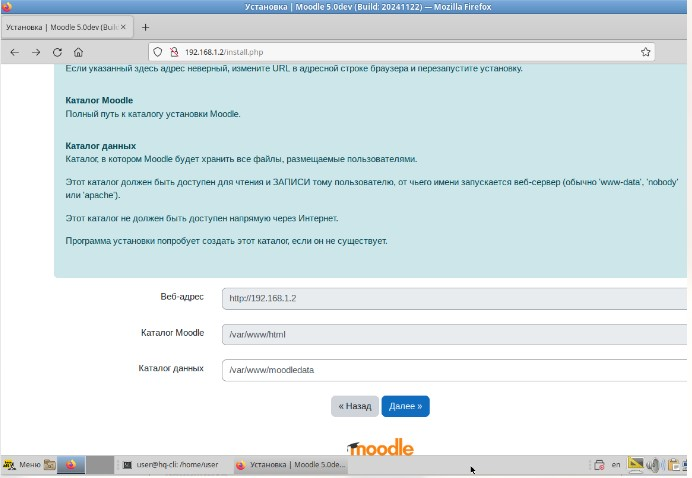 Установка | Moodle 5.0dev (Build: 20241122) — Mozilla Firefox
Установка | Moodle 5.0dev (Buil
192.168.1.2/install.php
Если указанный здесь адрес неверный, измените URL в адресной строке браузера и перезапустите установку.
Каталог Moodle
Полный путь к каталогу установки Moodle.
Каталог данных
Каталог, в котором Moodle будет хранить все файлы, размещаемые пользователями.
Этот каталог должен быть доступен для чтения и ЗАПИСИ тому пользователю, от чьего имени запускается веб-сервер (обычно 'www-data', 'nobody'
или 'apache').
Этот каталог не должен быть доступен напрямую через Интернет.
Программа установки попробует создать этот каталог, если он не существует.
Веб-адрес
http://192.168.1.2
Каталог Moodle
/var/www/html
Каталог данных
/var/www/moodledata
« Назад
Далее »
moodle
Меню
user@hq-cli: /home/user
Установка | Moodle 5.0de...
en